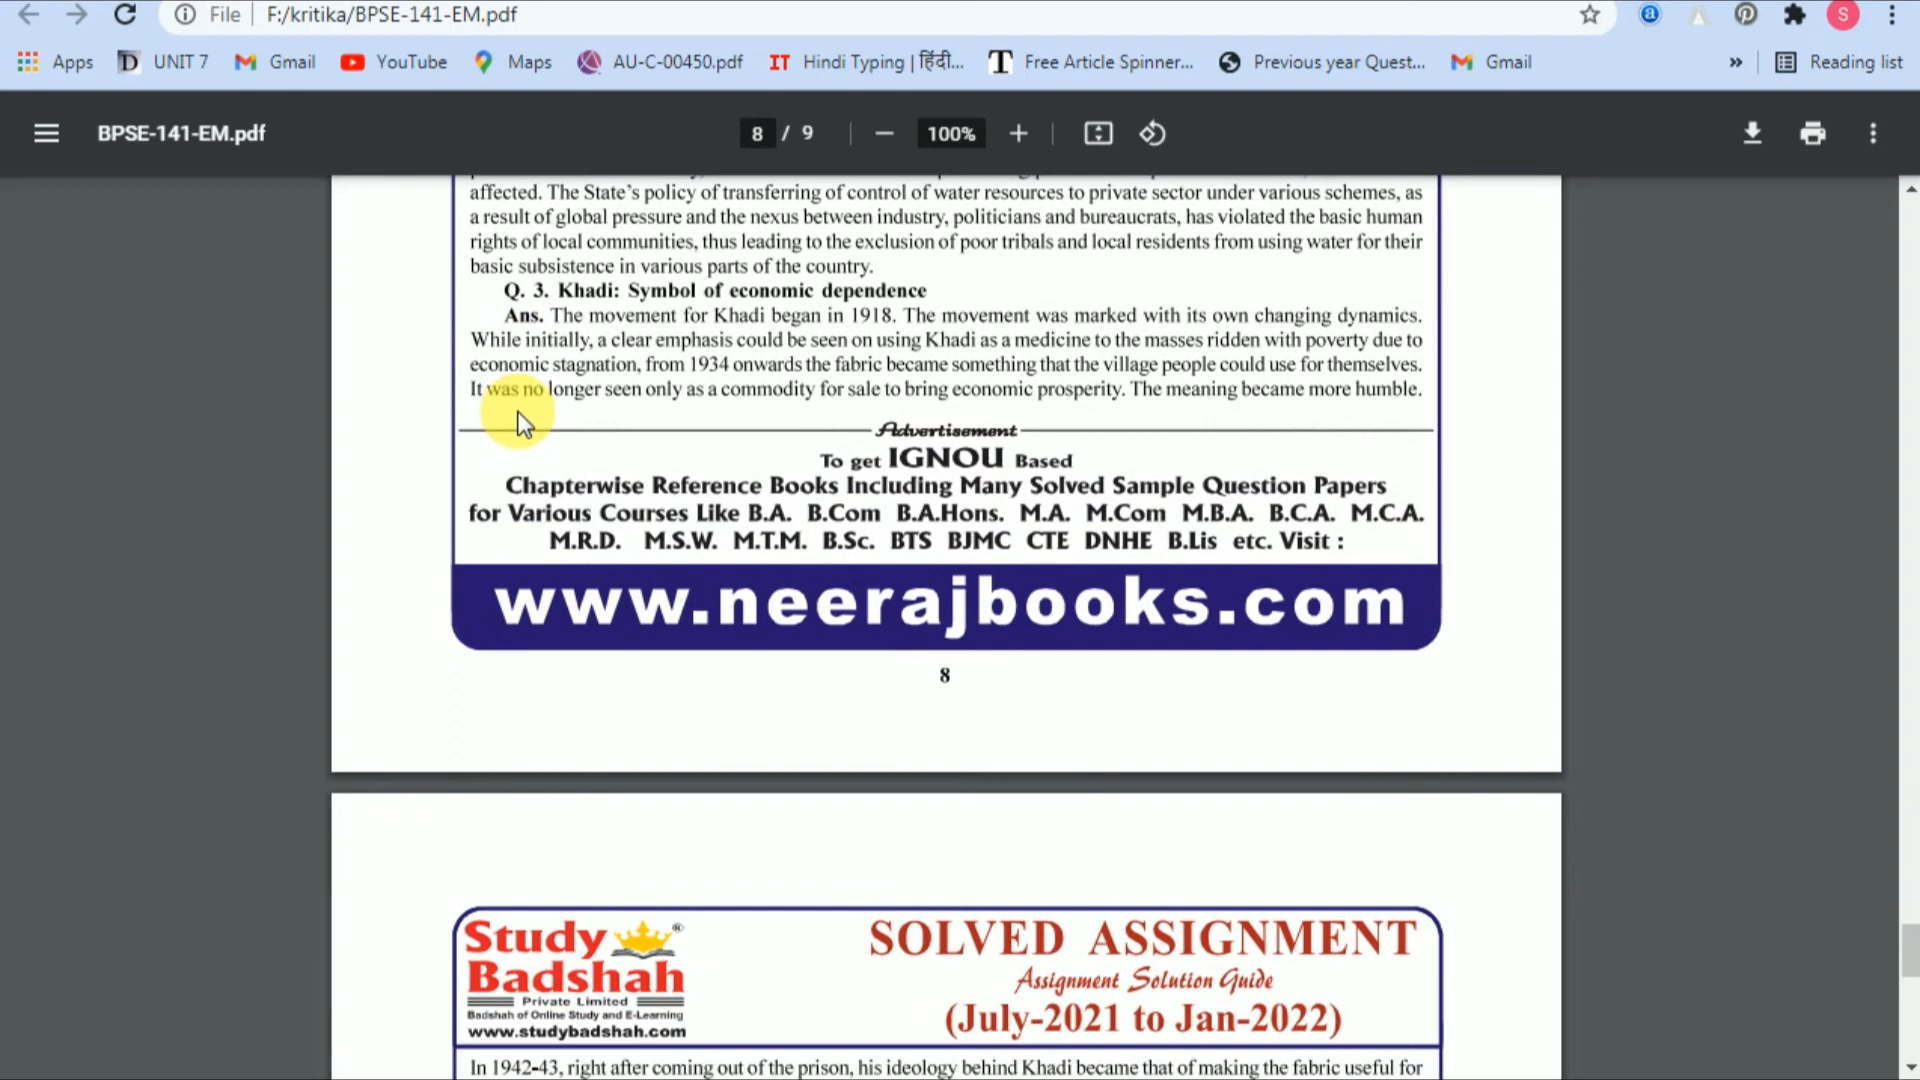 File F:/kritika/BPSE-141-EM.pdf S
Apps D UNIT 7 Gmail YouTube Maps AU-C-00450.pdf IT Hindi Typing | हिंदी... T Free Article Spinner... Previous year Quest... Gmail » Reading list
BPSE-141-EM.pdf 8 / 9 100%
affected. The State's policy of transferring of control of water resources to private sector under various schemes, as
a result of global pressure and the nexus between industry, politicians and bureaucrats, has violated the basic human
rights of local communities, thus leading to the exclusion of poor tribals and local residents from using water for their
basic subsistence in various parts of the country.
Q. 3. Khadi: Symbol of economic dependence
Ans. The movement for Khadi began in 1918. The movement was marked with its own changing dynamics.
While initially, a clear emphasis could be seen on using Khadi as a medicine to the masses ridden with poverty due to
economic stagnation, from 1934 onwards the fabric became something that the village people could use for themselves.
It was no longer seen only as a commodity for sale to bring economic prosperity. The meaning became more humble.
Advertisement
To get IGNOU Based
Chapterwise Reference Books Including Many Solved Sample Question Papers
for Various Courses Like B.A. B.Com B.A.Hons. M.A. M.Com M.B.A. B.C.A. M.C.A.
M.R.D. M.S.W. M.T.M. B.Sc. BTS BJMC CTE DNHE B.Lis etc. Visit :
www.neerajbooks.com
8
Study ®
Badshah
Private Limited
Badshah of Online Study and E-Learning
www.studybadshah.com
SOLVED ASSIGNMENT
Assignment Solution Guide
(July-2021 to Jan-2022)
In 1942-43, right after coming out of the prison, his ideology behind Khadi became that of making the fabric useful for